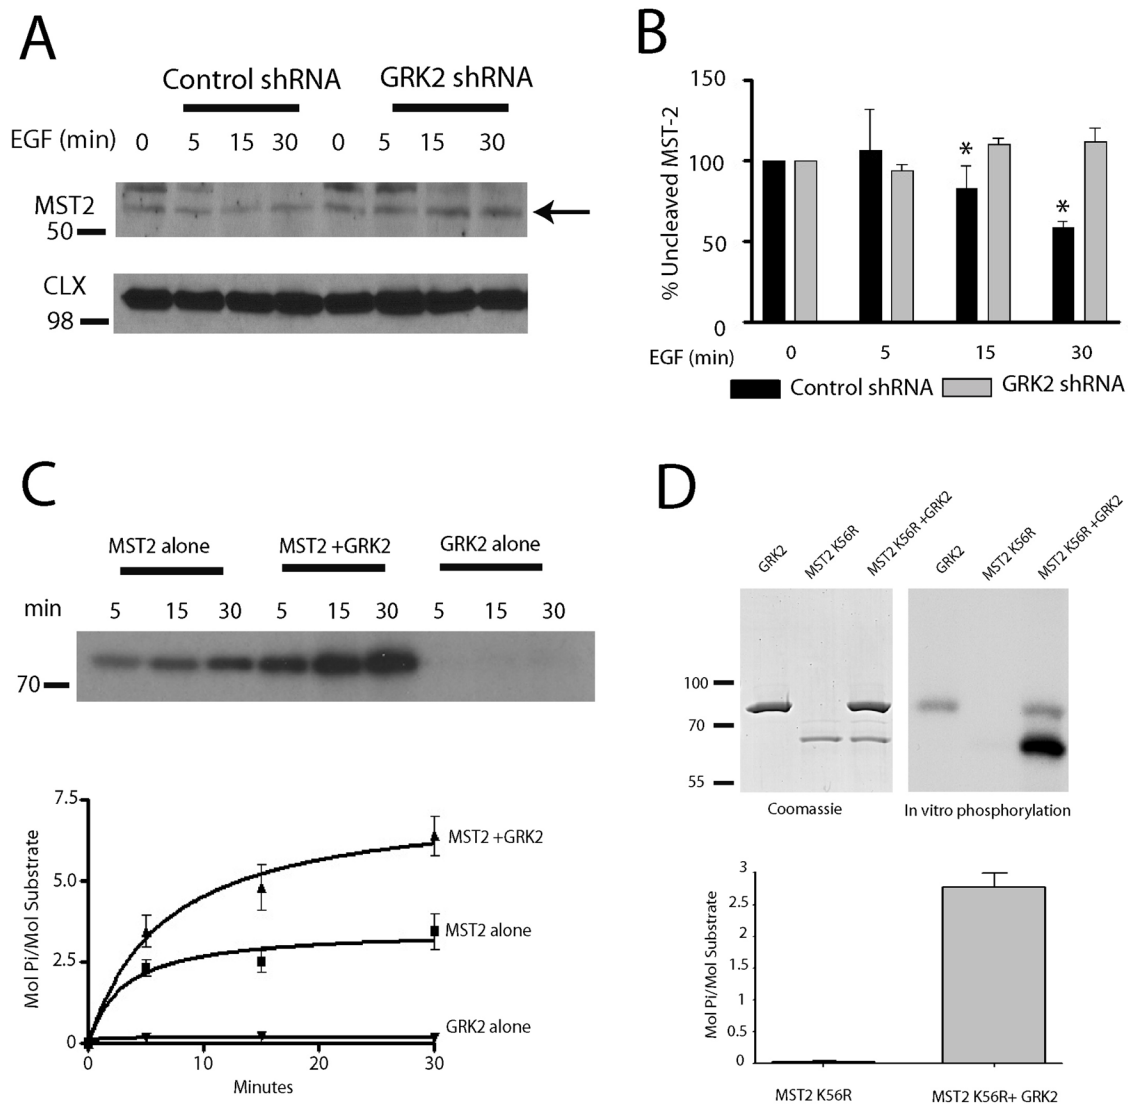 A
Control shRNA GRK2 shRNA
EGF (min) 0 5 15 30 0 5 15 30
MST2
50
CLX
98
B
150
100
50
0
% Uncleaved MST-2
* *
EGF (min) 0 5 15 30
Control shRNA GRK2 shRNA
C
MST2 alone MST2 +GRK2 GRK2 alone
min 5 15 30 5 15 30 5 15 30
70
7.5
5.0
2.5
0
Mol Pi/Mol Substrate
MST2 +GRK2
MST2 alone
GRK2 alone
0 10 20 30
Minutes
D
GRK2 MST2 K56R MST2 K56R +GRK2 GRK2 MST2 K56R MST2 K56R +GRK2
100
70
55
Coomassie In vitro phosphorylation
3
2.5
2
1.5
1
0.5
0
Mol Pi/Mol Substrate
MST2 K56R MST2 K56R+ GRK2